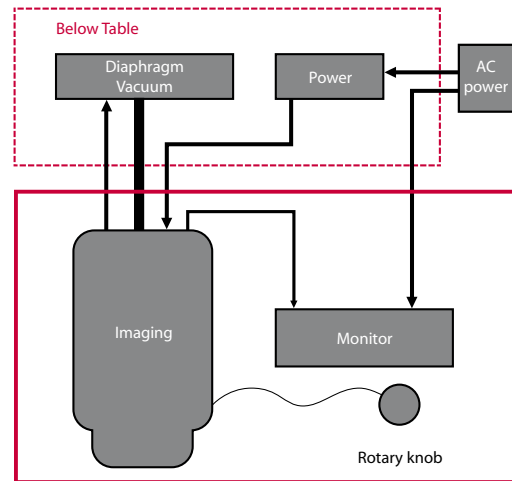 Below Table
Diaphragm
Vacuum
Power
AC
power
Imaging
Monitor
Rotary knob